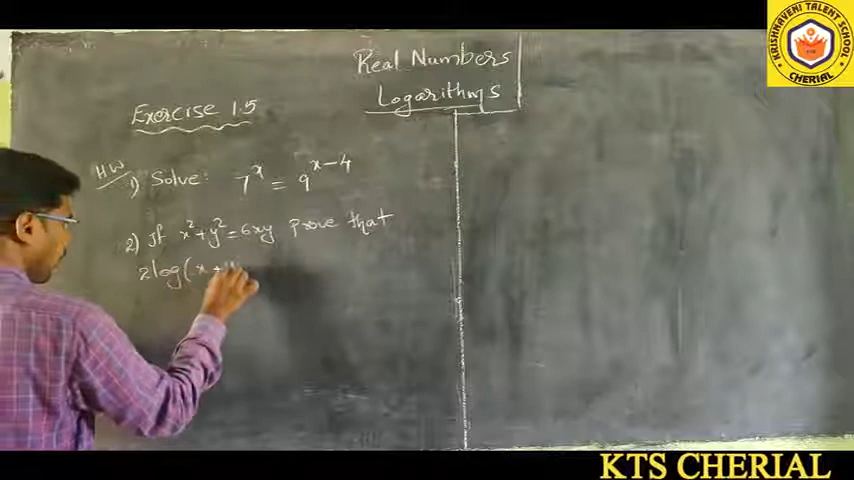 KRISHNAVENI TALENT SCHOOL
CHERIAL
Real Numbers
Logarithms
Exercise 1.5
HW
1) Solve: 7^x = 9^x-4
2) If x²+y²=6xy prove that
2log(x+
KTS CHERIAL